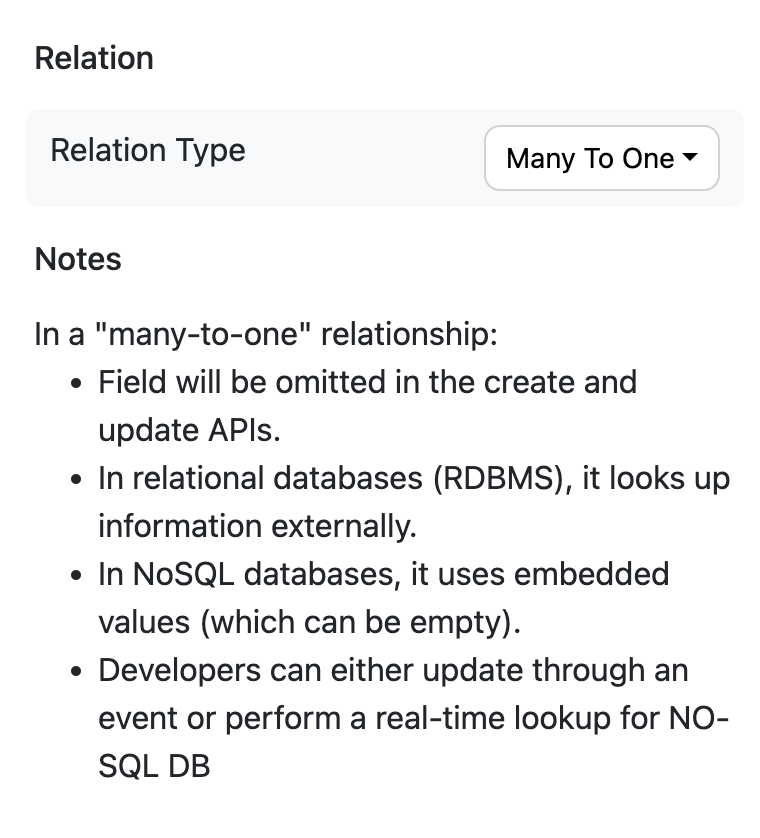 Relation
Relation Type
Many To One
Notes
In a "many-to-one" relationship:
• Field will be omitted in the create and
update APIs.
• In relational databases (RDBMS), it looks up
information externally.
• In NoSQL databases, it uses embedded
values (which can be empty).
• Developers can either update through an
event or perform a real-time lookup for NO-
SQL DB